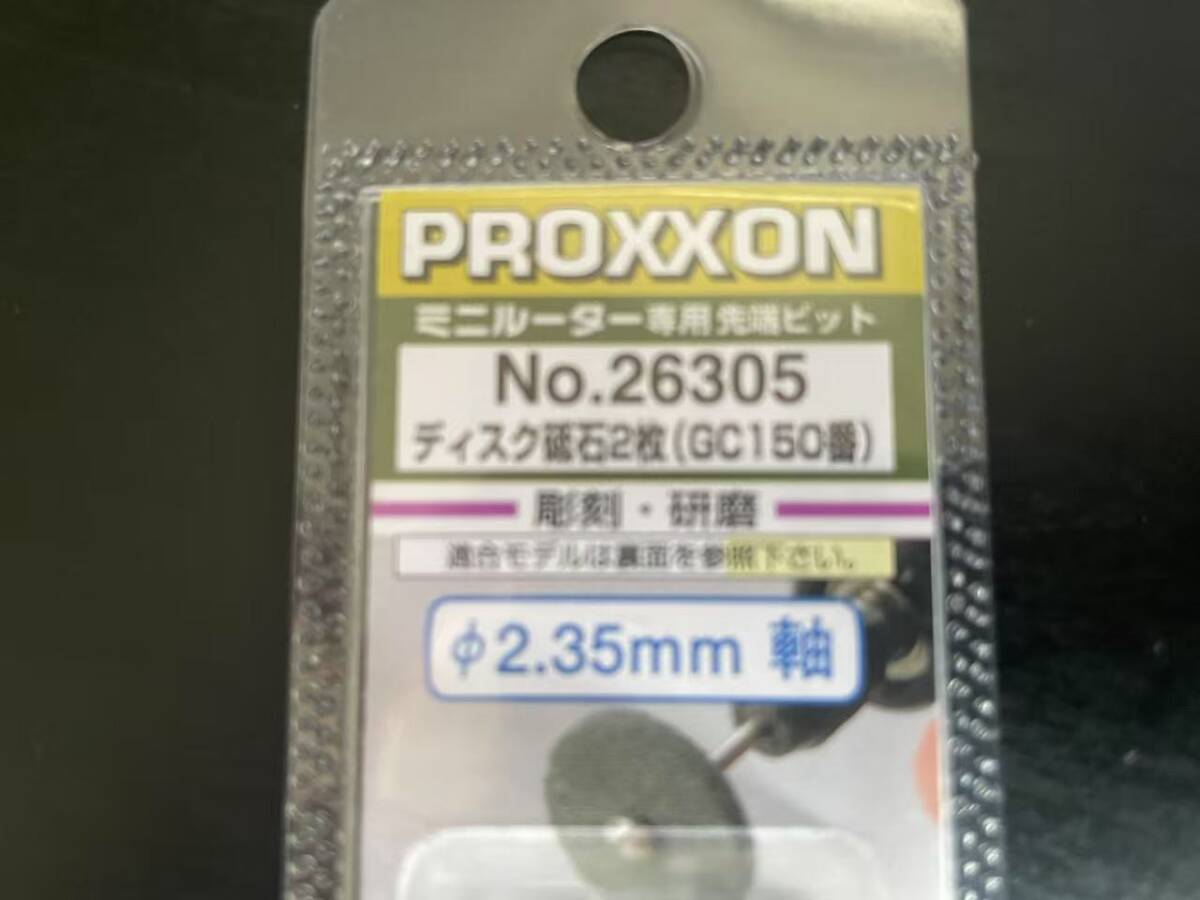 PROXXON
ミニルーター専用先端ビット
No.26305
ディスク砥石2枚(GC150番)
彫刻・研磨
適合モデルは裏面を参照下さい。
φ2.35mm 軸